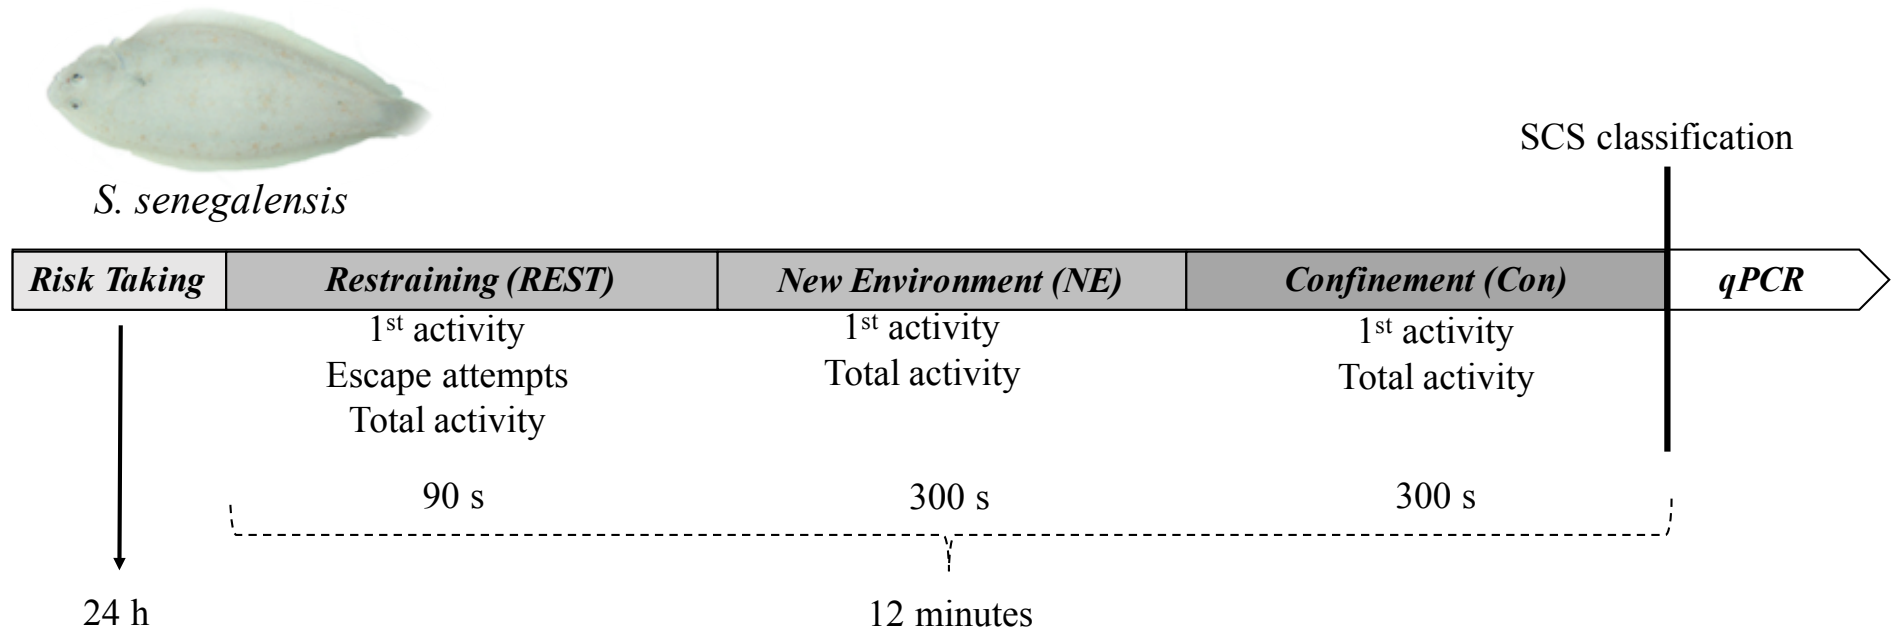 SCS classification
S. senegalensis
Risk Taking
Restraining (REST)
New Environment (NE)
Confinement (Con)
qPCR
1st activity
Escape attempts
Total activity
1st activity
Total activity
1st activity
Total activity
90 s
300 s
300 s
24 h
12 minutes